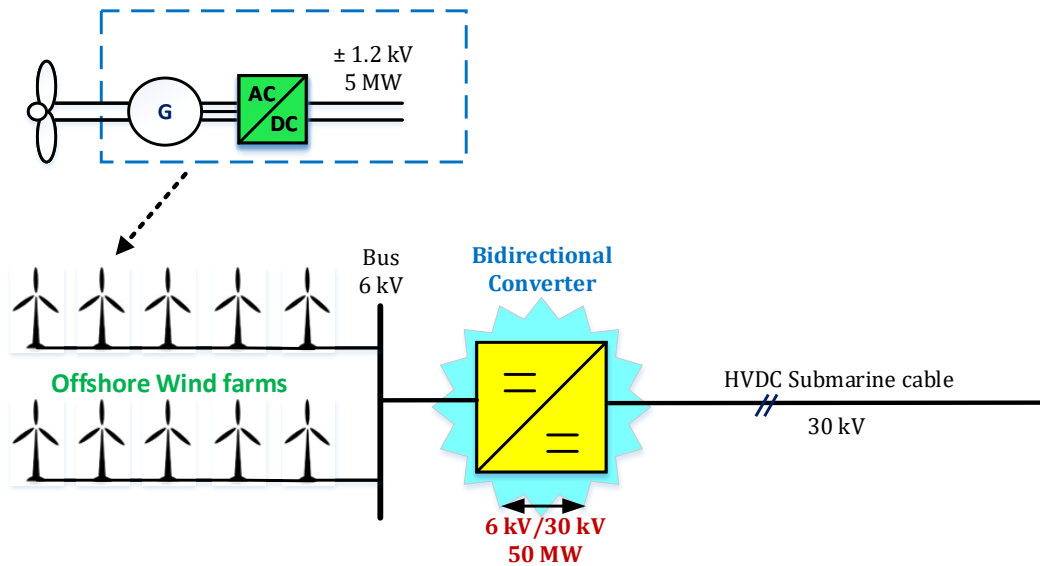 ± 1.2 kV
5 MW
AC
G
DC
Bus
6 kV
Bidirectional
Converter
Offshore Wind farms
HVDC Submarine cable
30 kV
6 kV/30 kV
50 MW